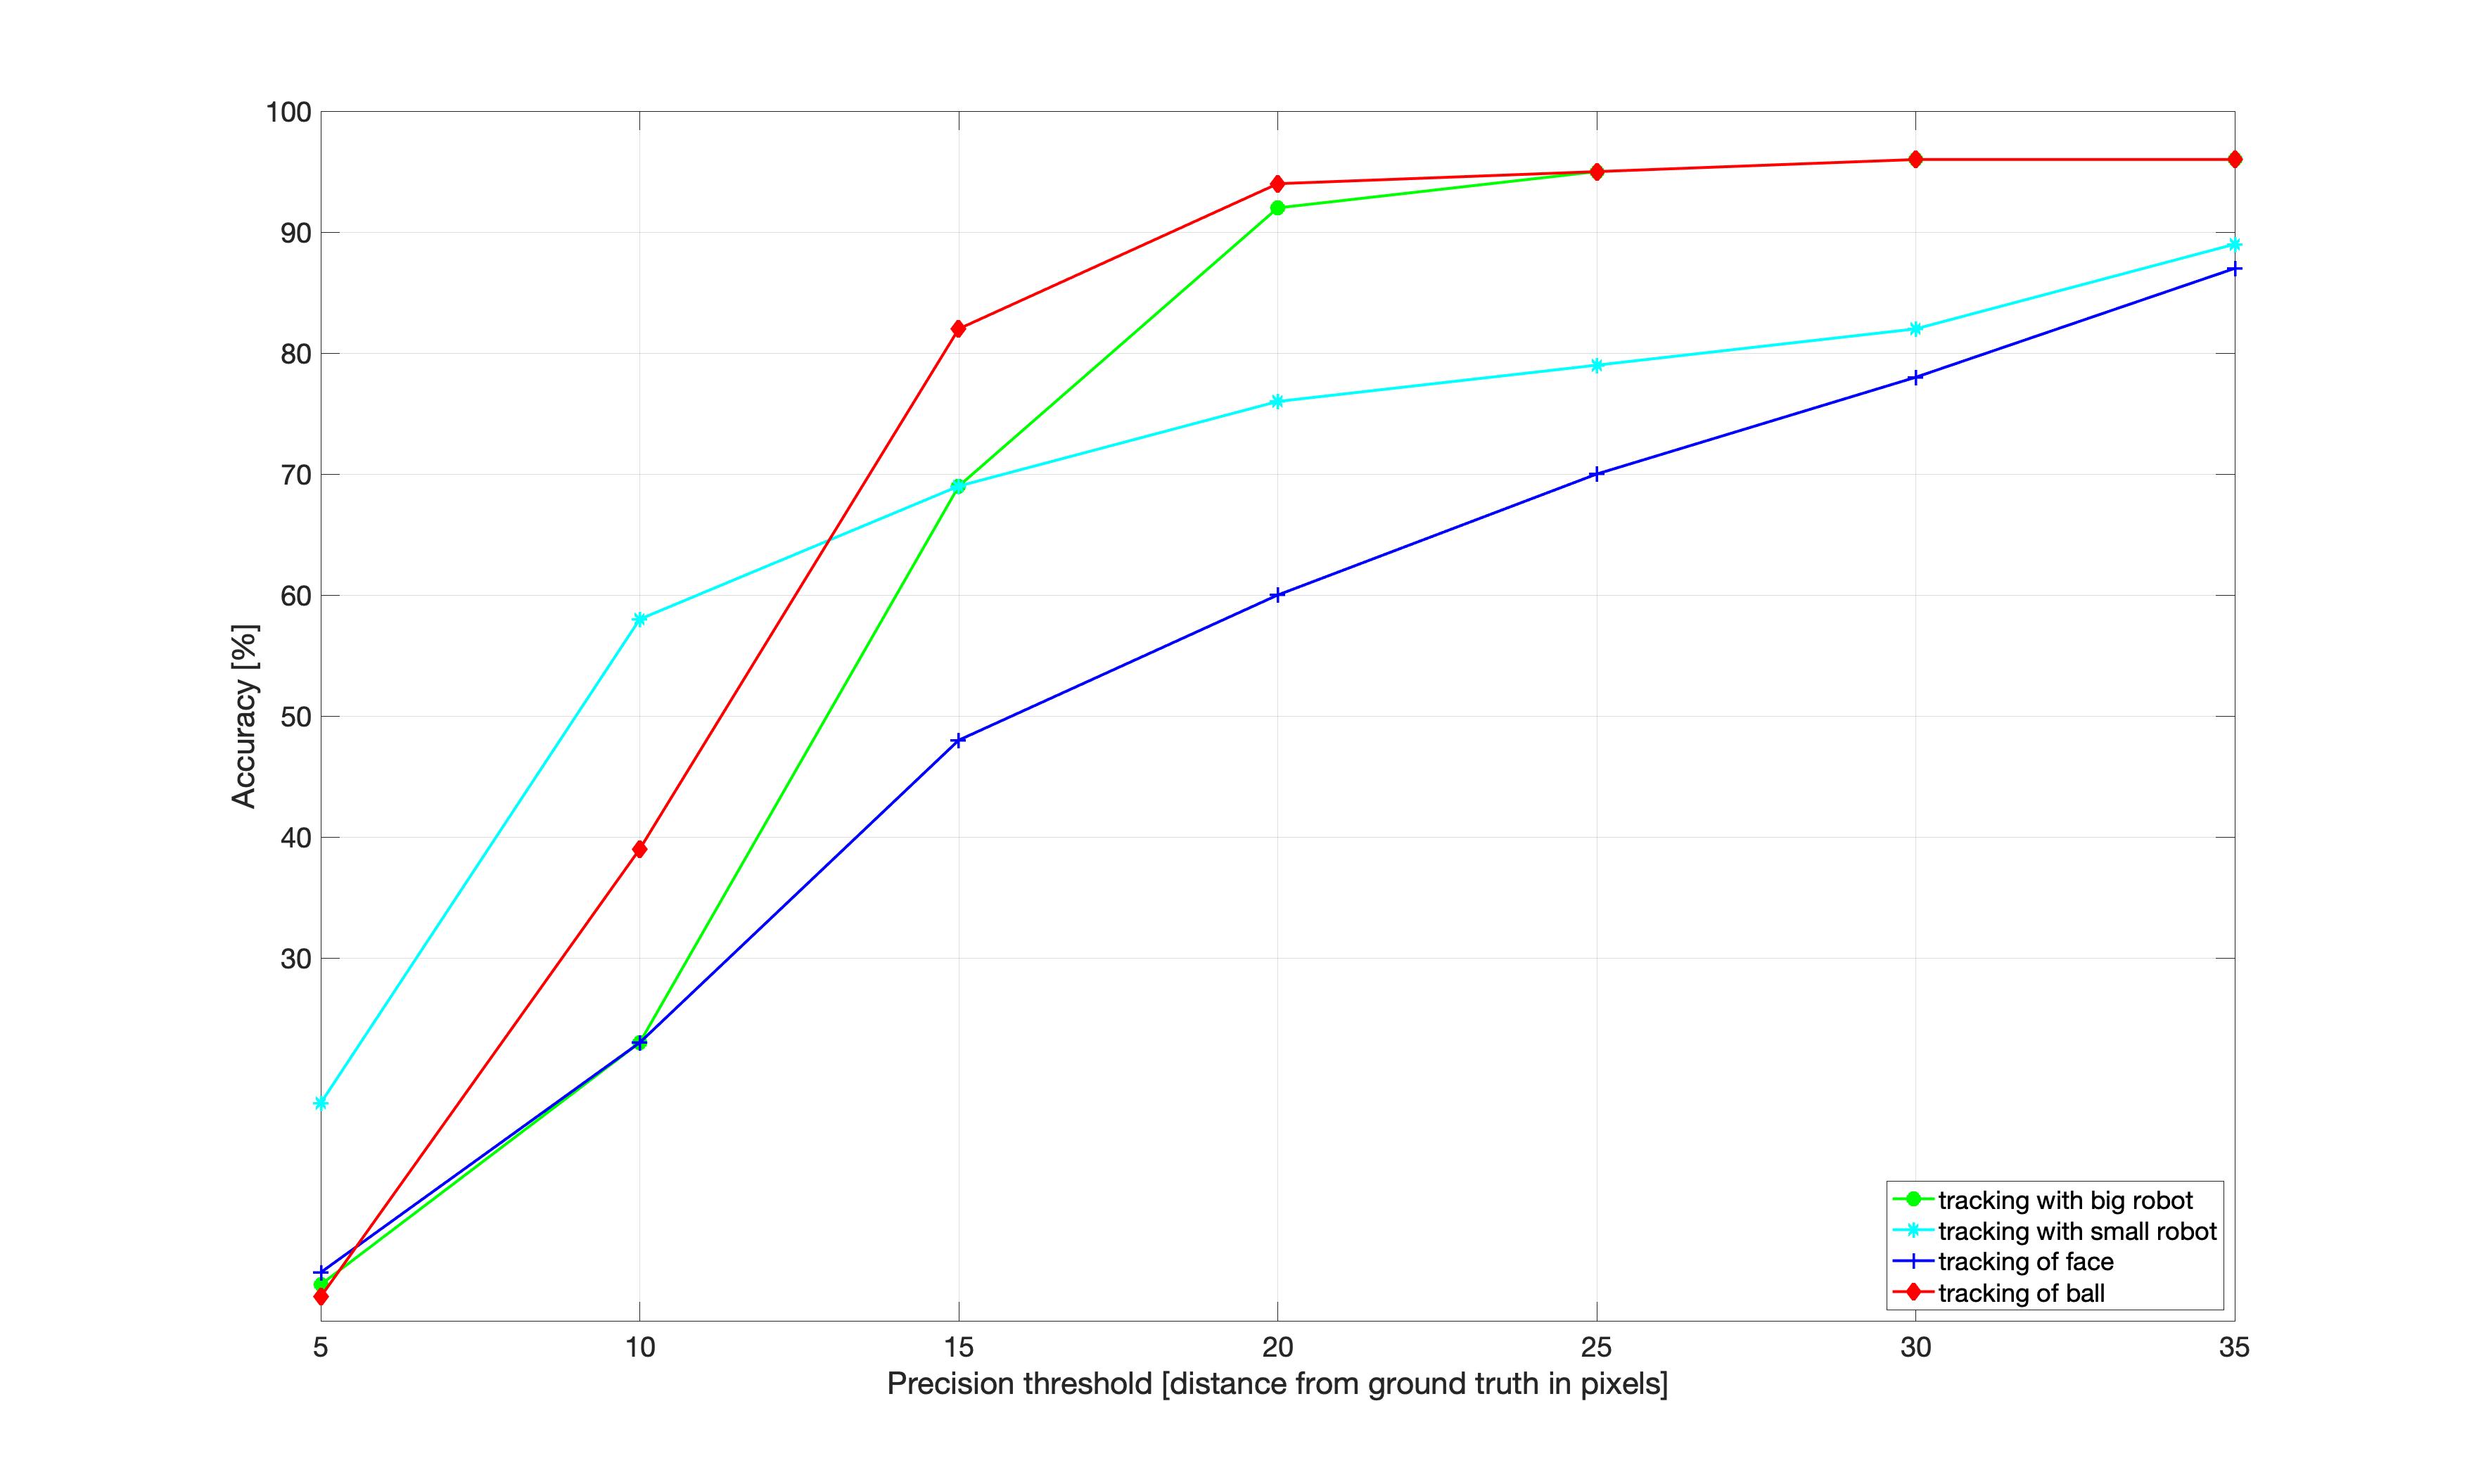 100
90
80
70
60
50
40
30
Accuracy [%]
5 10 15 20 25 30 35
Precision threshold [distance from ground truth in pixels]
tracking with big robot
tracking with small robot
tracking of face
tracking of ball